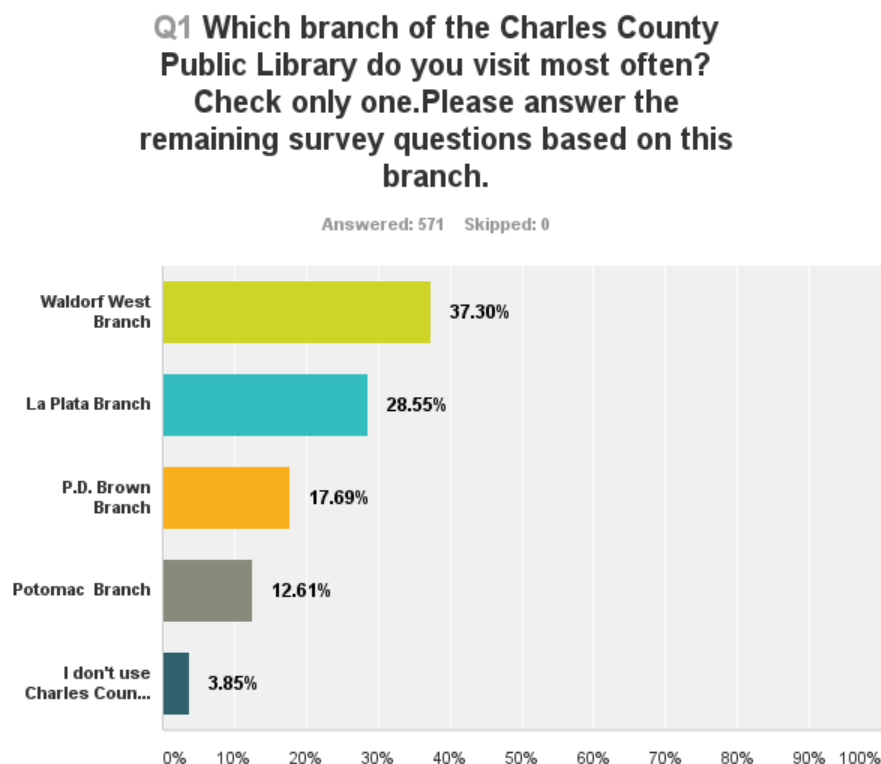 Q1 Which branch of the Charles County
Public Library do you visit most often?
Check only one.Please answer the
remaining survey questions based on this
branch.
Answered: 571 Skipped: 0
Waldorf West
Branch
37.30%
La Plata Branch
28.55%
P.D. Brown
Branch
17.69%
Potomac Branch
12.61%
I don't use
Charles Coun...
3.85%
0% 10% 20% 30% 40% 50% 60% 70% 80% 90% 100%